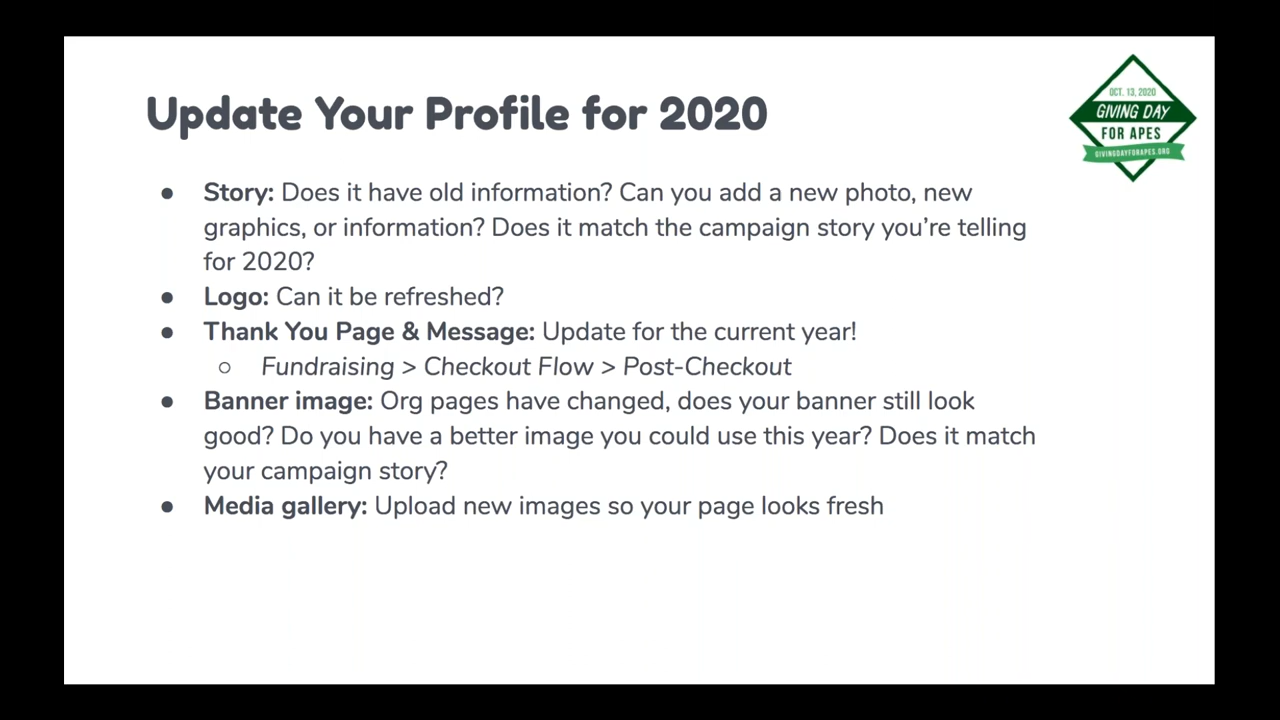 Update Your Profile for 2020
OCT. 13, 2020
GIVING DAY
FOR APES
GIVINGDAYFORAPES.ORG
● Story: Does it have old information? Can you add a new photo, new
graphics, or information? Does it match the campaign story you’re telling
for 2020?
● Logo: Can it be refreshed?
● Thank You Page & Message: Update for the current year!
○ Fundraising > Checkout Flow > Post-Checkout
● Banner image: Org pages have changed, does your banner still look
good? Do you have a better image you could use this year? Does it match
your campaign story?
● Media gallery: Upload new images so your page looks fresh